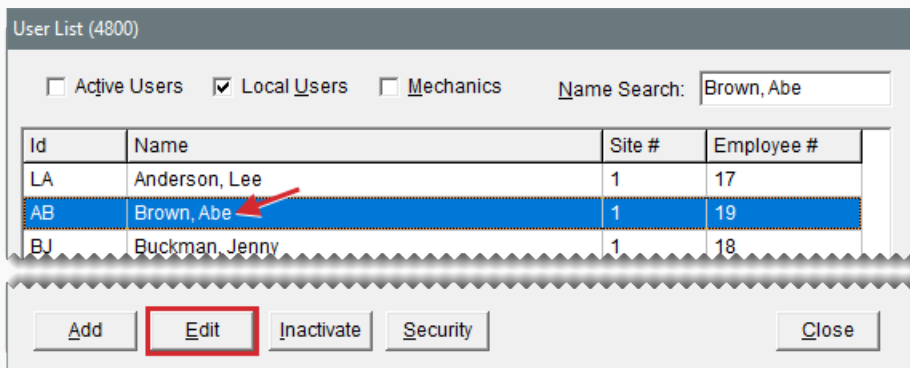 User List (4800)
Active Users Local Users Mechanics Name Search: Brown, Abe
Id Name Site # Employee #
LA Anderson, Lee 1 17
AB Brown, Abe 1 19
BJ Buckman, Jenny 1 18
Add Edit Inactivate Security Close